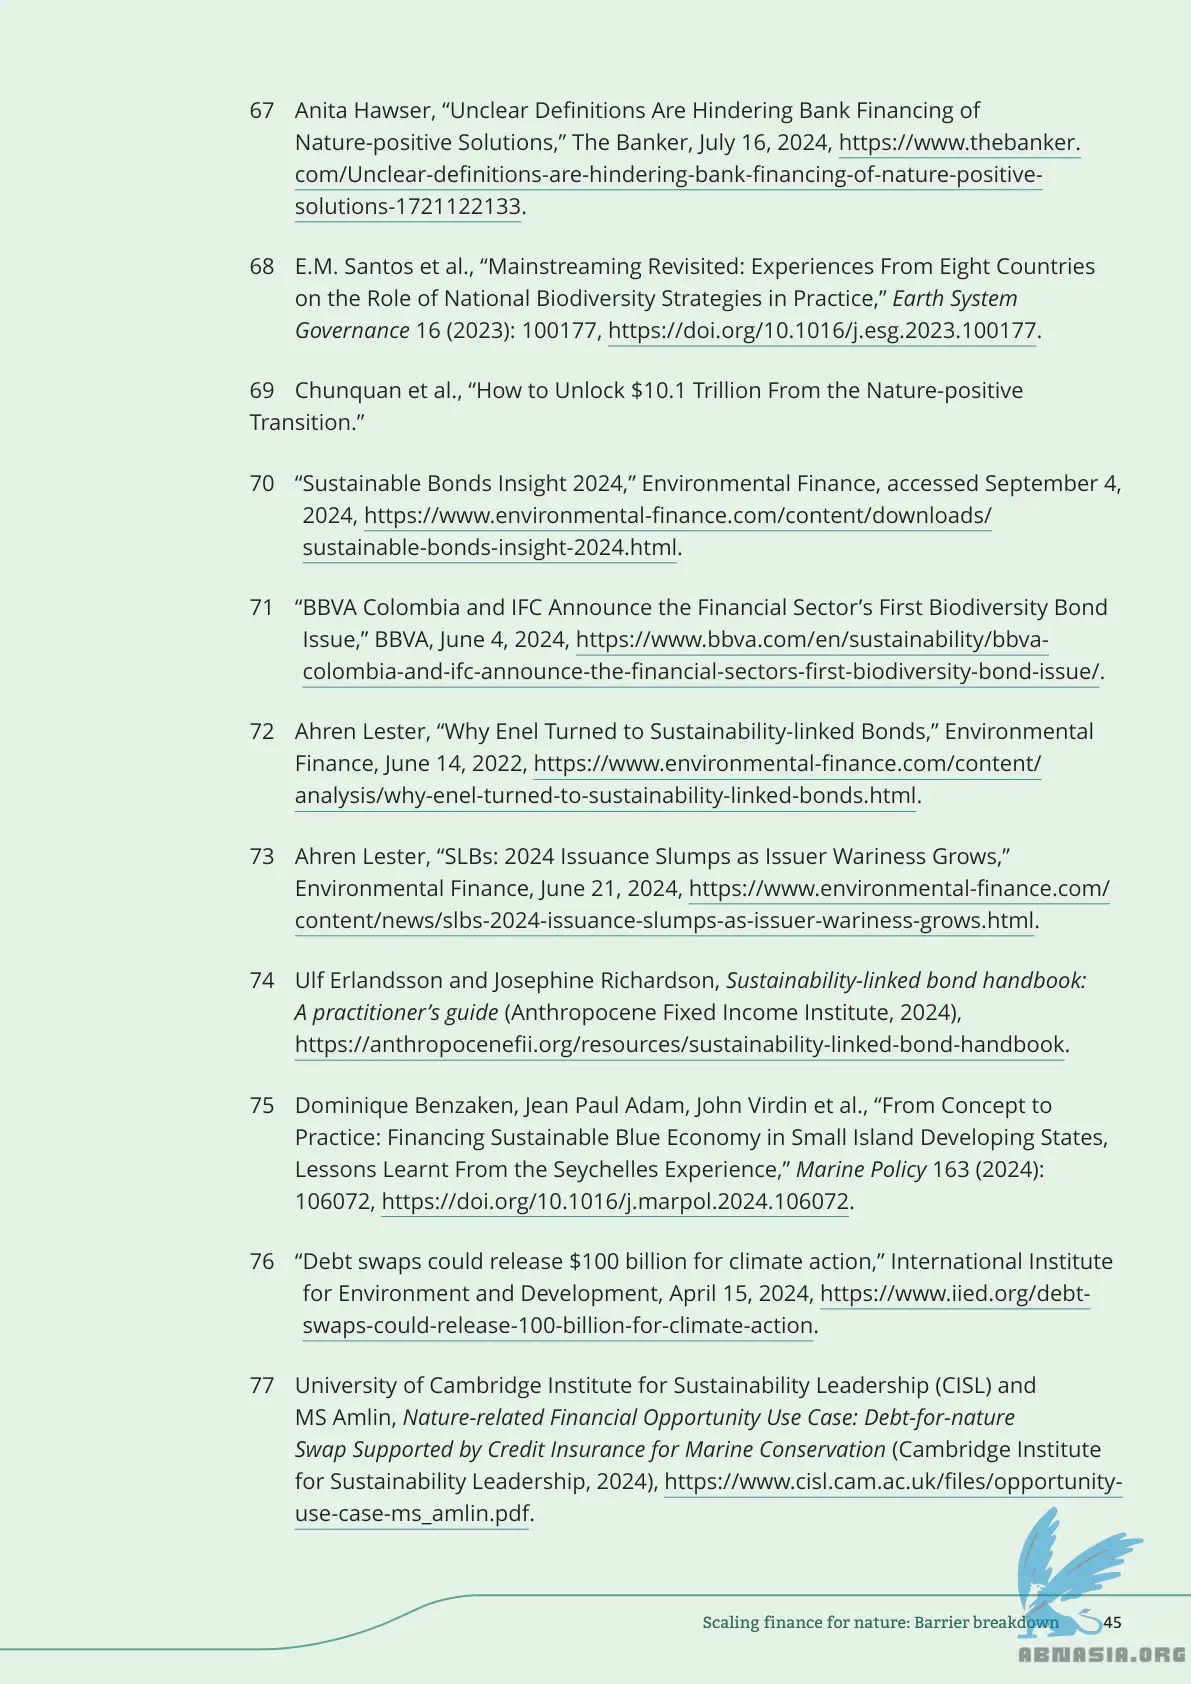 67 Anita Hawser, “Unclear Definitions Are Hindering Bank Financing of
Nature-positive Solutions,” The Banker, July 16, 2024, https://www.thebanker.
com/Unclear-definitions-are-hindering-bank-financing-of-nature-positive-
solutions-1721122133.
68 E.M. Santos et al., “Mainstreaming Revisited: Experiences From Eight Countries
on the Role of National Biodiversity Strategies in Practice,” Earth System
Governance 16 (2023): 100177, https://doi.org/10.1016/j.esg.2023.100177.
69 Chunquan et al., “How to Unlock $10.1 Trillion From the Nature-positive
Transition.”
70 “Sustainable Bonds Insight 2024,” Environmental Finance, accessed September 4,
2024, https://www.environmental-finance.com/content/downloads/
sustainable-bonds-insight-2024.html.
71 “BBVA Colombia and IFC Announce the Financial Sector’s First Biodiversity Bond
Issue,” BBVA, June 4, 2024, https://www.bbva.com/en/sustainability/bbva-
colombia-and-ifc-announce-the-financial-sectors-first-biodiversity-bond-issue/.
72 Ahren Lester, “Why Enel Turned to Sustainability-linked Bonds,” Environmental
Finance, June 14, 2022, https://www.environmental-finance.com/content/
analysis/why-enel-turned-to-sustainability-linked-bonds.html.
73 Ahren Lester, “SLBs: 2024 Issuance Slumps as Issuer Wariness Grows,”
Environmental Finance, June 21, 2024, https://www.environmental-finance.com/
content/news/slbs-2024-issuance-slumps-as-issuer-wariness-grows.html.
74 Ulf Erlandsson and Josephine Richardson, Sustainability-linked bond handbook:
A practitioner’s guide (Anthropocene Fixed Income Institute, 2024),
https://anthropocenefii.org/resources/sustainability-linked-bond-handbook.
75 Dominique Benzaken, Jean Paul Adam, John Virdin et al., “From Concept to
Practice: Financing Sustainable Blue Economy in Small Island Developing States,
Lessons Learnt From the Seychelles Experience,” Marine Policy 163 (2024):
106072, https://doi.org/10.1016/j.marpol.2024.106072.
76 “Debt swaps could release $100 billion for climate action,” International Institute
for Environment and Development, April 15, 2024, https://www.iied.org/debt-
swaps-could-release-100-billion-for-climate-action.
77 University of Cambridge Institute for Sustainability Leadership (CISL) and
MS Amlin, Nature-related Financial Opportunity Use Case: Debt-for-nature
Swap Supported by Credit Insurance for Marine Conservation (Cambridge Institute
for Sustainability Leadership, 2024), https://www.cisl.cam.ac.uk/files/opportunity-
use-case-ms_amlin.pdf.
Scaling finance for nature: Barrier breakdown 45
ABNASIA.ORG